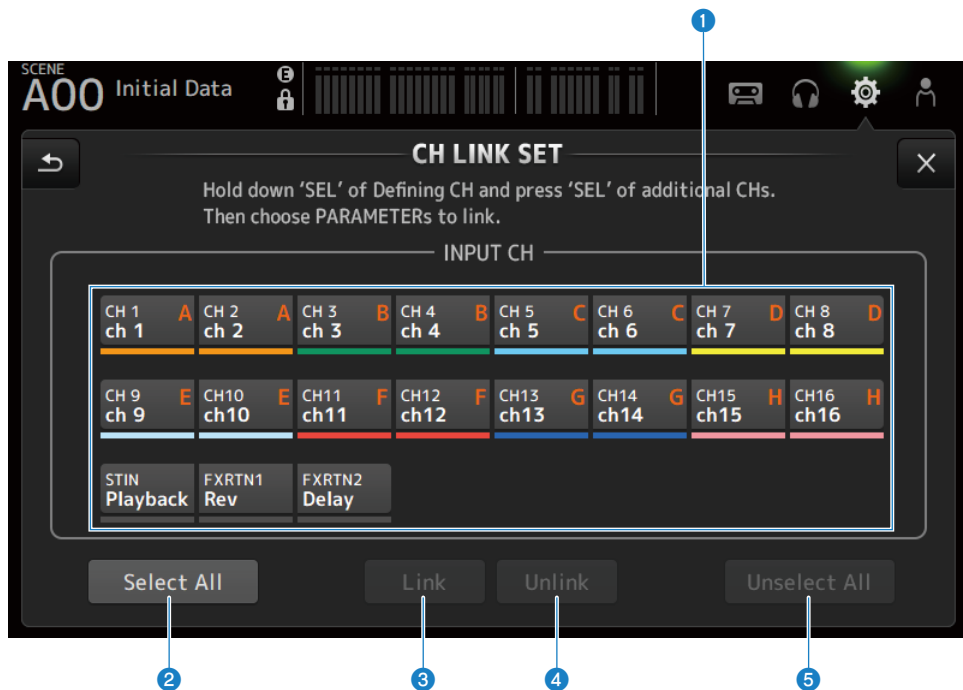 1
SCENE
A00 Initial Data E
CH LINK SET
Hold down ‘SEL’ of Defining CH and press ‘SEL’ of additional CHs.
Then choose PARAMETERs to link.
INPUT CH
CH 1 A CH 2 A CH 3 B CH 4 B CH 5 C CH 6 C CH 7 D CH 8 D
ch 1 ch 2 ch 3 ch 4 ch 5 ch 6 ch 7 ch 8
CH 9 E CH10 E CH11 F CH12 F CH13 G CH14 G CH15 H CH16 H
ch 9 ch10 ch11 ch12 ch13 ch14 ch15 ch16
STIN FXRTN1 FXRTN2
Playback Rev Delay
Select All Link Unlink Unselect All
2 3 4 5